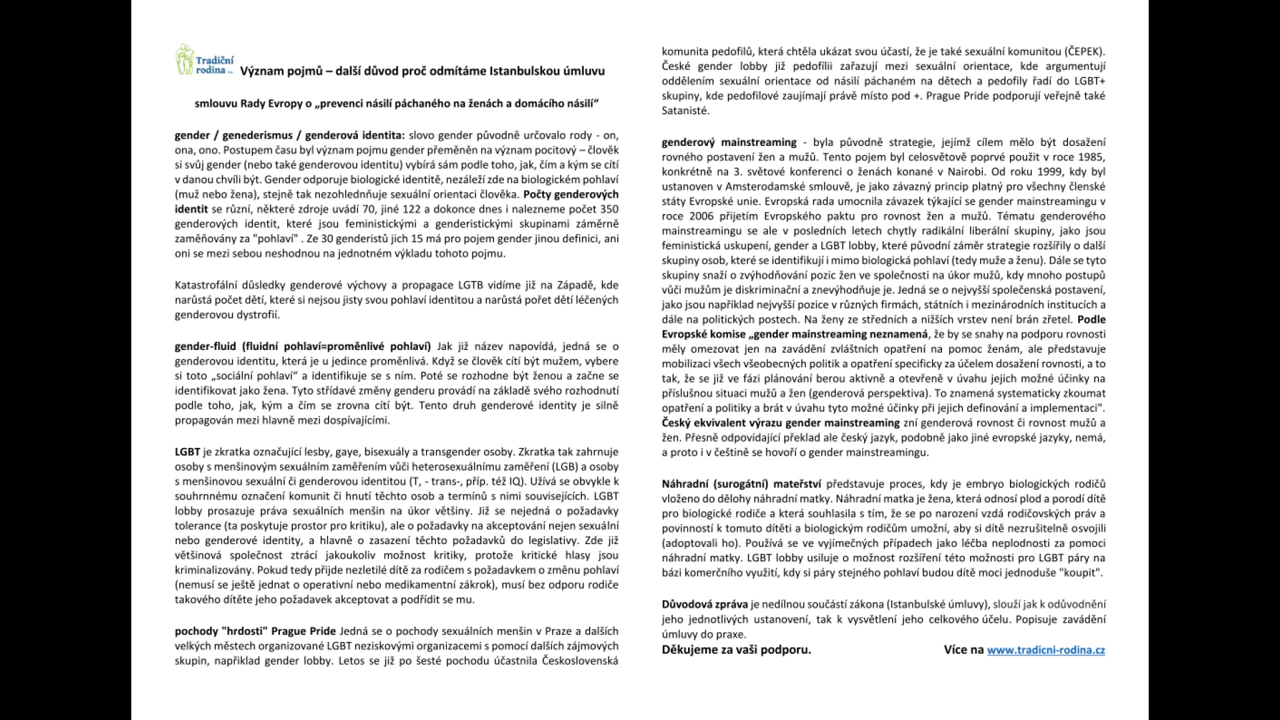 Tradiční
rodina z.s.
Význam pojmů – další důvod proč odmítáme Istanbulskou úmluvu
smlouvu Rady Evropy o „prevenci násilí páchaného na ženách a domácího násilí“
gender / genederismus / genderová identita: slovo gender původně určovalo rody - on,
ona, ono. Postupem času byl význam pojmu gender přeměněn na význam pocitový – člověk
si svůj gender (nebo také genderovou identitu) vybírá sám podle toho, jak, čím a kým se cítí
v danou chvíli být. Gender odporuje biologické identitě, nezáleží zde na biologickém pohlaví
(muž nebo žena), stejně tak nezohledňnuje sexuální orientaci člověka. Počty genderových
identit se různí, některé zdroje uvádí 70, jiné 122 a dokonce dnes i nalezneme počet 350
genderových identit, které jsou feministickými a genderistickými skupinami záměrně
zaměňovány za "pohlaví" . Ze 30 genderistů jich 15 má pro pojem gender jinou definici, ani
oni se mezi sebou neshodnou na jednotném výkladu tohoto pojmu.
Katastrofální důsledky genderové výchovy a propagace LGTB vidíme již na Západě, kde
narůstá počet dětí, které si nejsou jisty svou pohlaví identitou a narůstá pořet dětí léčených
genderovou dystrofií.
gender-fluid (fluidní pohlaví=proměnlivé pohlaví) Jak již název napovídá, jedná se o
genderovou identitu, která je u jedince proměnlivá. Když se člověk cítí být mužem, vybere
si toto „sociální pohlaví“ a identifikuje se s ním. Poté se rozhodne být ženou a začne se
identifikovat jako žena. Tyto střídavé změny genderu provádí na základě svého rozhodnutí
podle toho, jak, kým a čím se zrovna cítí být. Tento druh genderové identity je silně
propagován mezi hlavně mezi dospívajícími.
LGBT je zkratka označující lesby, gaye, bisexuály a transgender osoby. Zkratka tak zahrnuje
osoby s menšinovým sexuálním zaměřením vůči heterosexuálnímu zaměření (LGB) a osoby
s menšinovou sexuální či genderovou identitou (T, - trans-, příp. též IQ). Užívá se obvykle k
souhrnnému označení komunit či hnutí těchto osob a termínů s nimi souvisejících. LGBT
lobby prosazuje práva sexuálních menšin na úkor většiny. Již se nejedná o požadavky
tolerance (ta poskytuje prostor pro kritiku), ale o požadavky na akceptování nejen sexuální
nebo genderové identity, a hlavně o zasazení těchto požadavků do legislativy. Zde již
většinová společnost ztrácí jakoukoliv možnost kritiky, protože kritické hlasy jsou
kriminalizovány. Pokud tedy přijde nezletilé dítě za rodičem s požadavkem o změnu pohlaví
(nemusí se ještě jednat o operativní nebo medikamentní zákrok), musí bez odporu rodiče
takového dítěte jeho požadavek akceptovat a podřídit se mu.
pochody "hrdosti" Prague Pride Jedná se o pochody sexuálních menšin v Praze a dalších
velkých městech organizované LGBT neziskovými organizacemi s pomocí dalších zájmových
skupin, napřiklad gender lobby. Letos se již po šesté pochodu účastnila Československá
komunita pedofilů, která chtěla ukázat svou účastí, že je také sexuální komunitou (ČEPEK).
České gender lobby již pedofilii zařazují mezi sexuální orientace, kde argumentují
oddělením sexuální orientace od násilí páchaném na dětech a pedofily řadí do LGBT+
skupiny, kde pedofilové zaujímají právě místo pod +. Prague Pride podporují veřejně také
Satanisté.
genderový mainstreaming - byla původně strategie, jejímž cílem mělo být dosažení
rovného postavení žen a mužů. Tento pojem byl celosvětově poprvé použit v roce 1985,
konkrétně na 3. světové konferenci o ženách konané v Nairobi. Od roku 1999, kdy byl
ustanoven v Amsterodamské smlouvě, je jako závazný princip platný pro všechny členské
státy Evropské unie. Evropská rada umocnila závazek týkající se gender mainstreamingu v
roce 2006 přijetím Evropského paktu pro rovnost žen a mužů. Tématu genderového
mainstreamingu se ale v posledních letech chytly radikální liberální skupiny, jako jsou
feministická uskupení, gender a LGBT lobby, které původní záměr strategie rozšířily o další
skupiny osob, které se identifikují i mimo biologická pohlaví (tedy muže a ženu). Dále se tyto
skupiny snaží o zvýhodňování pozic žen ve společnosti na úkor mužů, kdy mnoho postupů
vůči mužům je diskriminační a znevýhodňuje je. Jedná se o nejvyšší společenská postavení,
jako jsou například nejvyšší pozice v různých firmách, státních i mezinárodních institucích a
dále na politických postech. Na ženy ze středních a nižších vrstev není brán zřetel. Podle
Evropské komise „gender mainstreaming neznamená, že by se snahy na podporu rovnosti
měly omezovat jen na zavádění zvláštních opatření na pomoc ženám, ale představuje
mobilizaci všech všeobecných politik a opatření specificky za účelem dosažení rovnosti, a to
tak, že se již ve fázi plánování berou aktivně a otevřeně v úvahu jejich možné účinky na
příslušnou situaci mužů a žen (genderová perspektiva). To znamená systematicky zkoumat
opatření a politiky a brát v úvahu tyto možné účinky při jejich definování a implementaci".
Český ekvivalent výrazu gender mainstreaming zní genderová rovnost či rovnost mužů a
žen. Přesně odpovídající překlad ale český jazyk, podobně jako jiné evropské jazyky, nemá,
a proto i v češtině se hovoří o gender mainstreamingu.
Náhradní (surogátní) mateřství představuje proces, kdy je embryo biologických rodičů
vloženo do dělohy náhradní matky. Náhradní matka je žena, která odnosí plod a porodí dítě
pro biologické rodiče a která souhlasila s tím, že se po narození vzdá rodičovských práv a
povinností k tomuto dítěti a biologickým rodičům umožní, aby si dítě nezrušitelně osvojili
(adoptovali ho). Používá se ve vyjímečných případech jako léčba neplodnosti za pomoci
náhradní matky. LGBT lobby usiluje o možnost rozšíření této možnosti pro LGBT páry na
bázi komerčního využití, kdy si páry stejného pohlaví budou dítě moci jednoduše "koupit".
Důvodová zpráva je nedílnou součástí zákona (Istanbulské úmluvy), slouží jak k odůvodnění
jeho jednotlivých ustanovení, tak k vysvětlení jeho celkového účelu. Popisuje zavádění
úmluvy do praxe.
Děkujeme za vaši podporu. Více na www.tradicni-rodina.cz